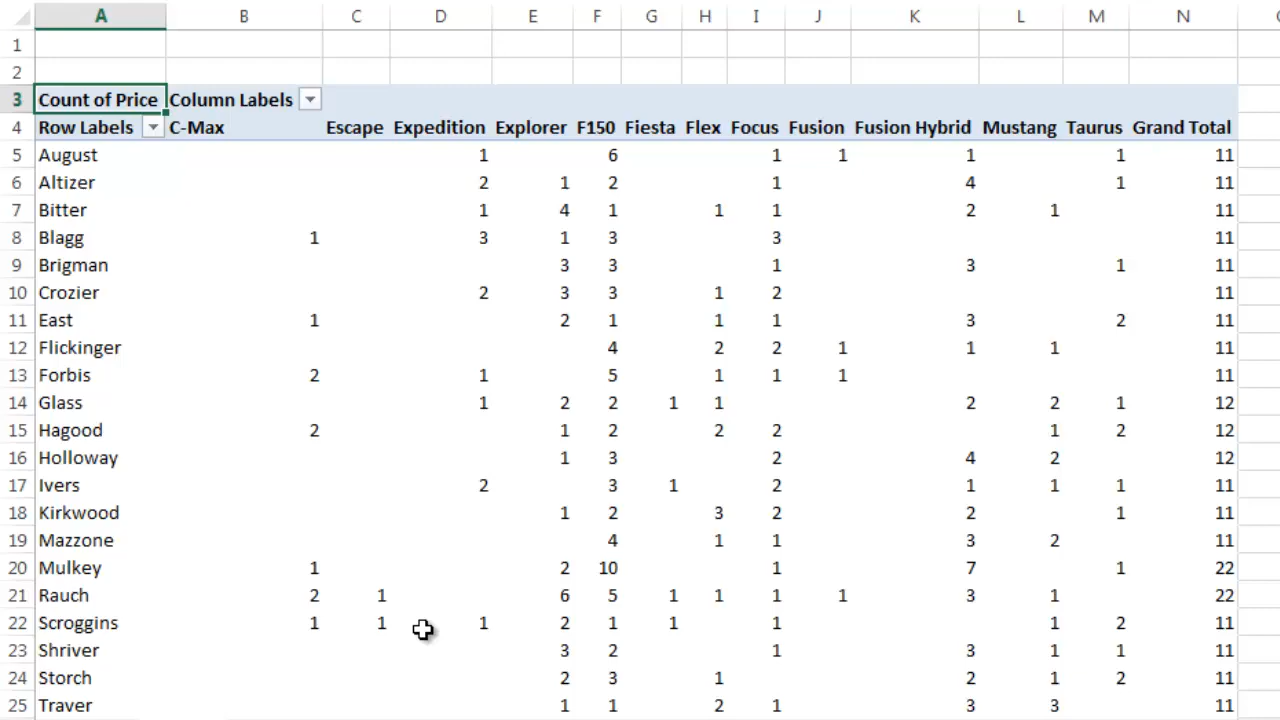 A B C D E F G H I J K L M N
1
2
3 Count of Price Column Labels
4 Row Labels C-Max Escape Expedition Explorer F150 Fiesta Flex Focus Fusion Fusion Hybrid Mustang Taurus Grand Total
5 August 1 6 1 1 1 1 11
6 Altizer 2 1 2 1 4 1 11
7 Bitter 1 4 1 1 1 2 1 11
8 Blagg 1 3 1 3 3 11
9 Brigman 3 3 1 3 1 11
10 Crozier 2 3 3 1 2 11
11 East 1 2 1 1 1 3 2 11
12 Flickinger 4 2 2 1 1 1 11
13 Forbis 2 1 5 1 1 1 11
14 Glass 1 2 2 1 1 2 2 1 12
15 Hagood 2 1 2 2 2 1 2 12
16 Holloway 1 3 2 4 2 12
17 Ivers 2 3 1 2 1 1 1 11
18 Kirkwood 1 2 3 2 2 1 11
19 Mazzone 4 1 1 3 2 11
20 Mulkey 1 2 10 1 7 1 22
21 Rauch 2 1 6 5 1 1 1 1 3 1 22
22 Scroggins 1 1 1 2 1 1 1 1 2 11
23 Shriver 3 2 1 3 1 1 11
24 Storch 2 3 1 2 1 2 11
25 Traver 1 1 2 1 3 3 11